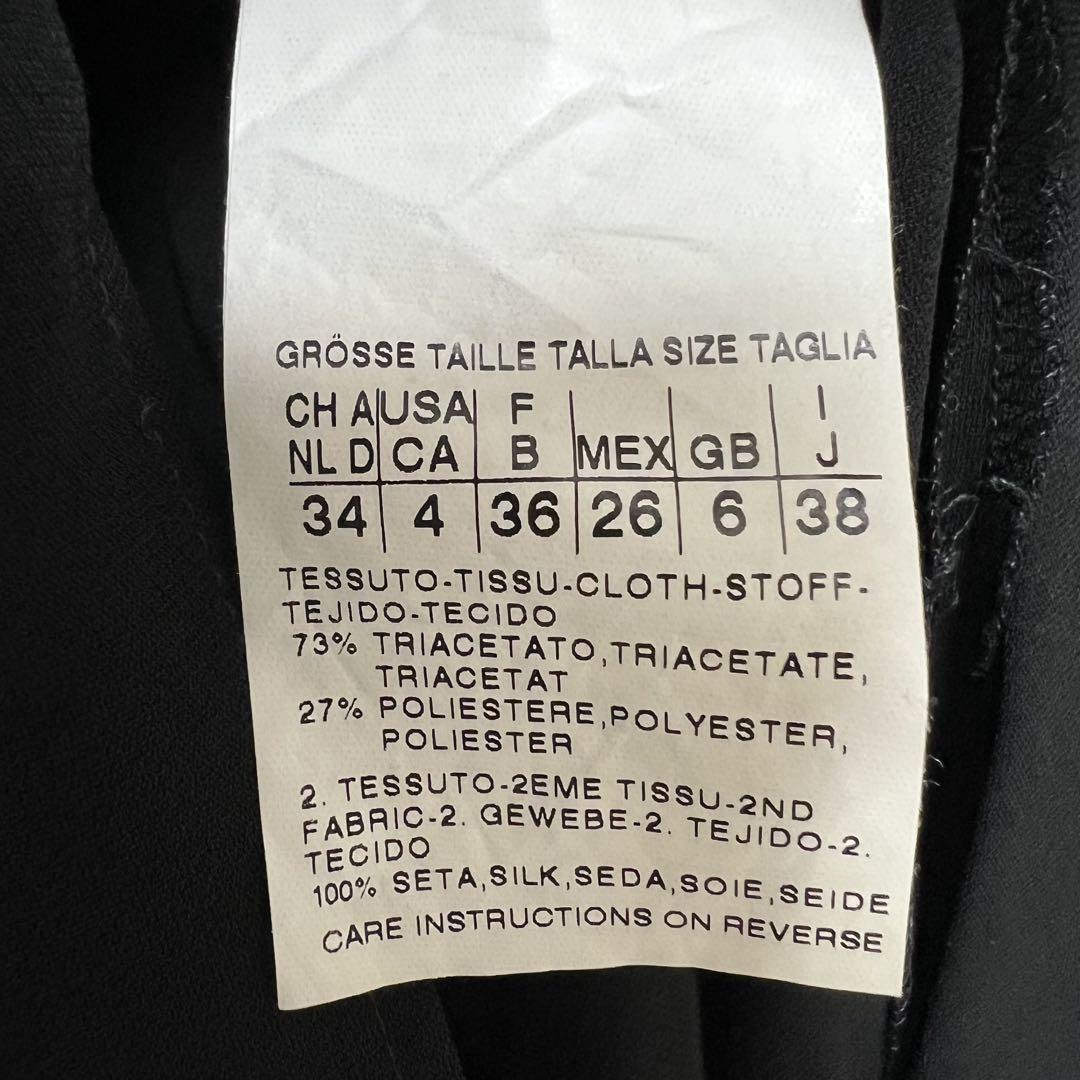 GRÖSSE TAILLE TALLA SIZE TAGLIA
CH A USA F I
NL D CA B MEX GB J
34 4 36 26 6 38
TESSUTO-TISSU-CLOTH-STOFF-
TEJIDO-TECIDO
73% TRIACETATO,TRIACETATE,
TRIACETAT
27% POLIESTERE,POLYESTER,
POLIESTER
2. TESSUTO-2EME TISSU-2ND
FABRIC-2. GEWEBE-2. TEJIDO-2.
TECIDO
100% SETA,SILK,SEDA,SOIE,SEIDE
CARE INSTRUCTIONS ON REVERSE